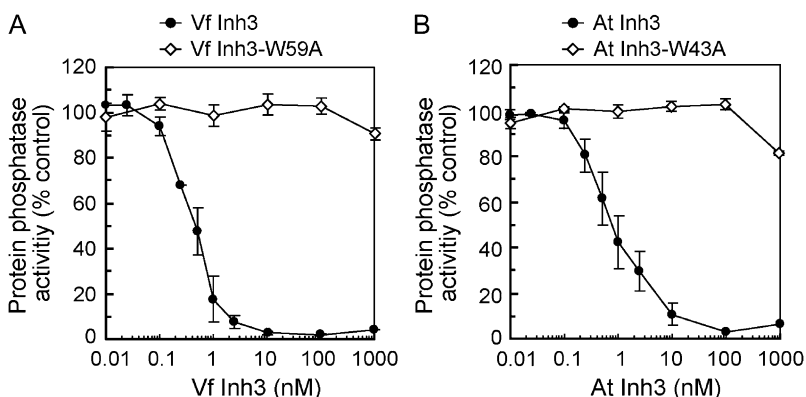 A
Vf Inh3
Vf Inh3-W59A
Protein phosphatase
activitiy (% control)
120
100
80
60
40
20
0
0.01 0.1 1 10 100 1000
Vf Inh3 (nM)
B
At Inh3
At Inh3-W43A
Protein phosphatase
activitiy (% control)
120
100
80
60
40
20
0
0.01 0.1 1 10 100 1000
At Inh3 (nM)